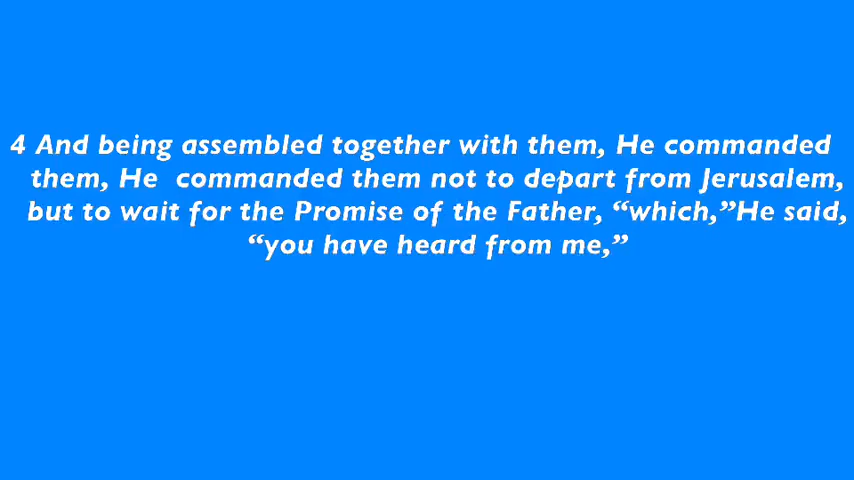 4 And being assembled together with them, He commanded
them, He  commanded them not to depart from Jerusalem,
but to wait for the Promise of the Father, “which,”He said,
“you have heard from me,”